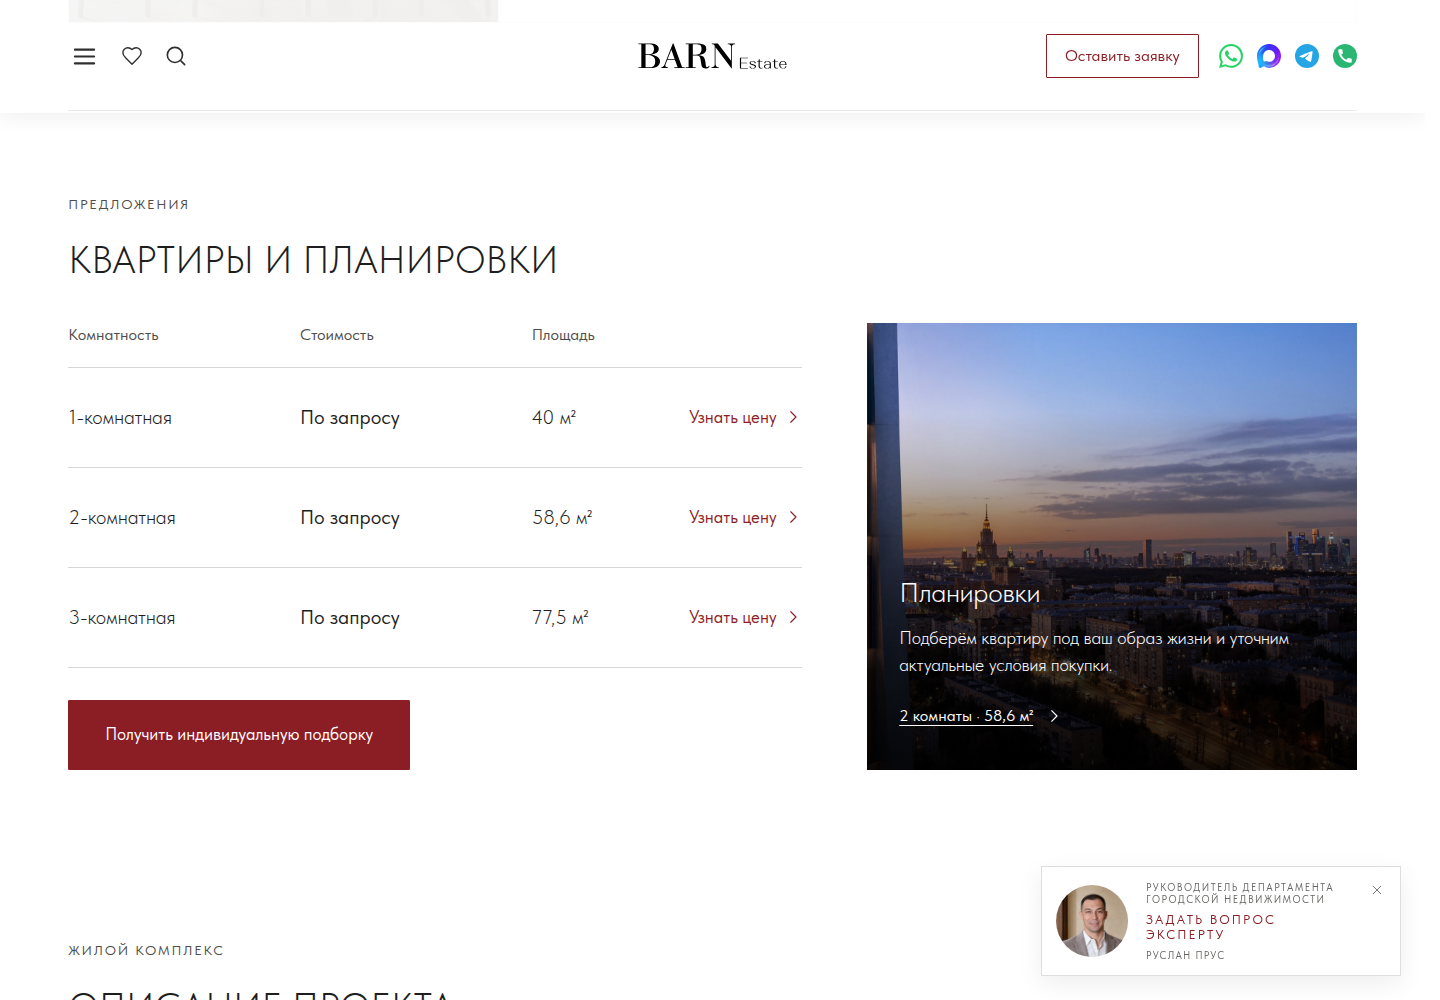 BARN Estate
Оставить заявку
ПРЕДЛОЖЕНИЯ
КВАРТИРЫ И ПЛАНИРОВКИ
Комнатность Стоимость Площадь
1-комнатная По запросу 40 м² Узнать цену
2-комнатная По запросу 58,6 м² Узнать цену
3-комнатная По запросу 77,5 м² Узнать цену
Получить индивидуальную подборку
Планировки
Подберём квартиру под ваш образ жизни и уточним
актуальные условия покупки.
2 комнаты · 58,6 м²
РУКОВОДИТЕЛЬ ДЕПАРТАМЕНТА
ГОРОДСКОЙ НЕДВИЖИМОСТИ
ЗАДАТЬ ВОПРОС
ЭКСПЕРТУ
РУСЛАН ПРУС
ЖИЛОЙ КОМПЛЕКС
ОПИСАНИЕ ПРОЕКТА